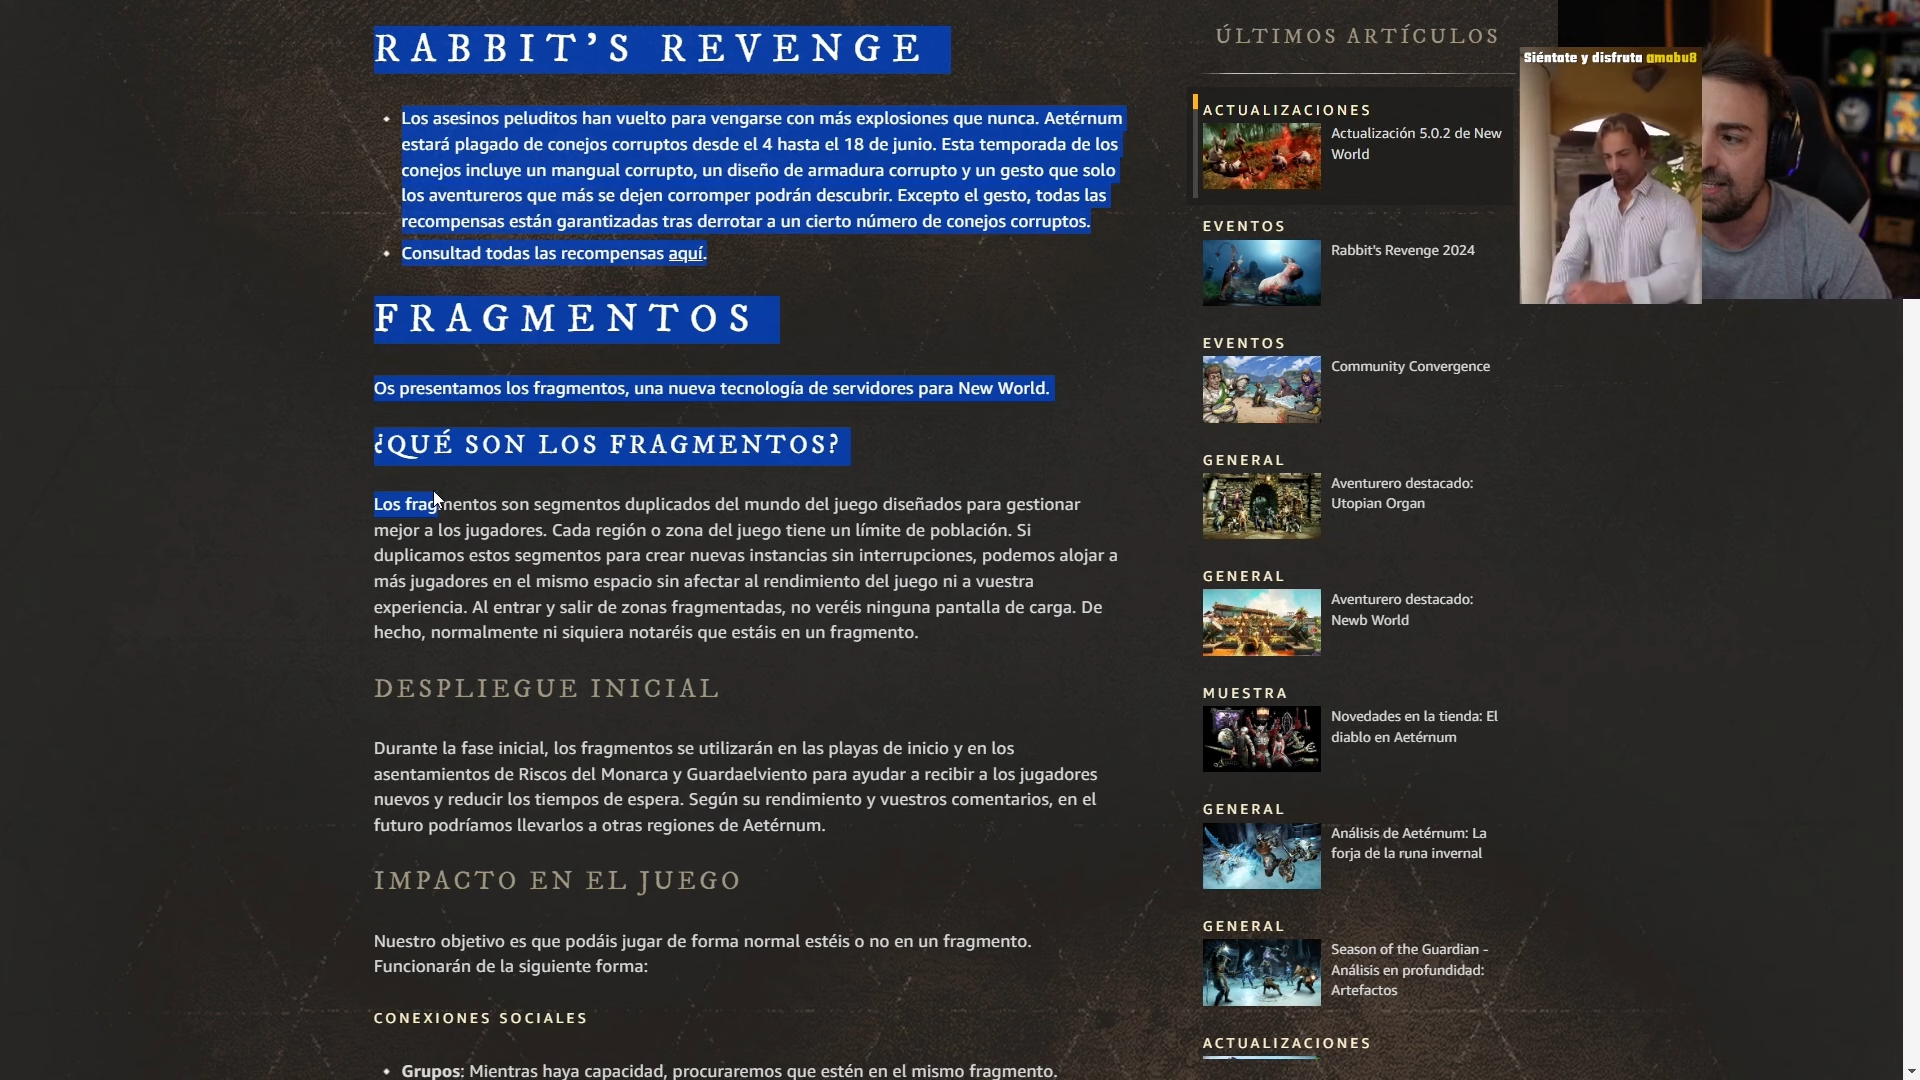 RABBIT'S REVENGE
Los asesinos peluditos han vuelto para vengarse con más explosiones que nunca. Aetérnum
estará plagado de conejos corruptos desde el 4 hasta el 18 de junio. Esta temporada de los
conejos incluye un mangual corrupto, un diseño de armadura corrupto y un gesto que solo
los aventureros que más se dejen corromper podrán descubrir. Excepto el gesto, todas las
recompensas están garantizadas tras derrotar a un cierto número de conejos corruptos.
Consultad todas las recompensas aquí.
FRAGMENTOS
Os presentamos los fragmentos, una nueva tecnología de servidores para New World.
¿QUÉ SON LOS FRAGMENTOS?
Los fragmentos son segmentos duplicados del mundo del juego diseñados para gestionar
mejor a los jugadores. Cada región o zona del juego tiene un límite de población. Si
duplicamos estos segmentos para crear nuevas instancias sin interrupciones, podemos alojar a
más jugadores en el mismo espacio sin afectar al rendimiento del juego ni a vuestra
experiencia. Al entrar y salir de zonas fragmentadas, no veréis ninguna pantalla de carga. De
hecho, normalmente ni siquiera notaréis que estáis en un fragmento.
DESPLIEGUE INICIAL
Durante la fase inicial, los fragmentos se utilizarán en las playas de inicio y en los
asentamientos de Riscos del Monarca y Guardaelviento para ayudar a recibir a los jugadores
nuevos y reducir los tiempos de espera. Según su rendimiento y vuestros comentarios, en el
futuro podríamos llevarlos a otras regiones de Aetérnum.
IMPACTO EN EL JUEGO
Nuestro objetivo es que podáis jugar de forma normal estéis o no en un fragmento.
Funcionarán de la siguiente forma:
CONEXIONES SOCIALES
Grupos: Mientras haya capacidad, procuraremos que estén en el mismo fragmento.
ÚLTIMOS ARTÍCULOS
ACTUALIZACIONES
Actualización 5.0.2 de New
World
EVENTOS
Rabbit's Revenge 2024
EVENTOS
Community Convergence
GENERAL
Aventurero destacado:
Utopian Organ
GENERAL
Aventurero destacado:
Newb World
MUESTRA
Novedades en la tienda: El
diablo en Aetérnum
GENERAL
Análisis de Aetérnum: La
forja de la runa invernal
GENERAL
Season of the Guardian -
Análisis en profundidad:
Artefactos
ACTUALIZACIONES
Siéntate y disfruta amabu8